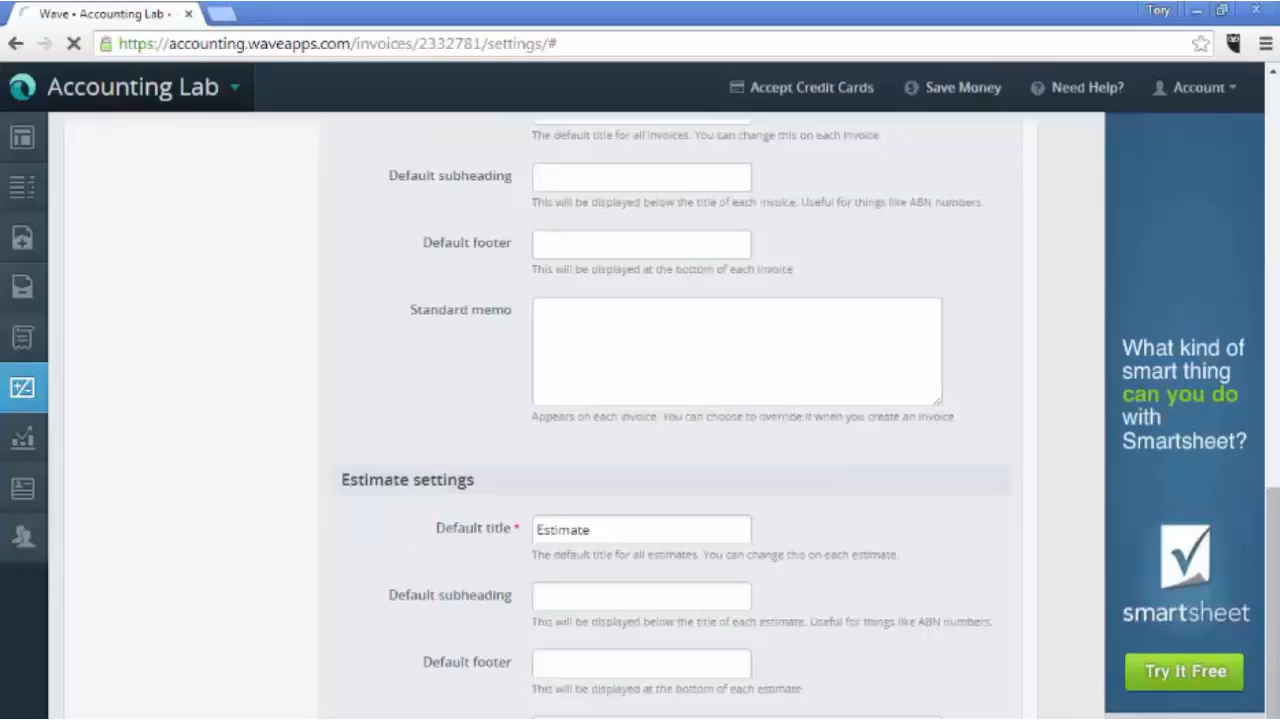 Wave • Accounting Lab •
Tory
https://accounting.waveapps.com/invoices/2332781/settings/#
Accounting Lab
Accept Credit Cards
Save Money
Need Help?
Account
The default title for all invoices. You can change this on each invoice
Default subheading
This will be displayed below the title of each invoice. Useful for things like ABN numbers.
Default footer
This will be displayed at the bottom of each invoice
Standard memo
Appears on each invoice. You can choose to override it when you create an invoice.
Estimate settings
Default title *
Estimate
The default title for all estimates. You can change this on each estimate.
Default subheading
This will be displayed below the title of each estimate. Useful for things like ABN numbers.
Default footer
This will be displayed at the bottom of each estimate
What kind of
smart thing
can you do
with
Smartsheet?
smartsheet
Try It Free